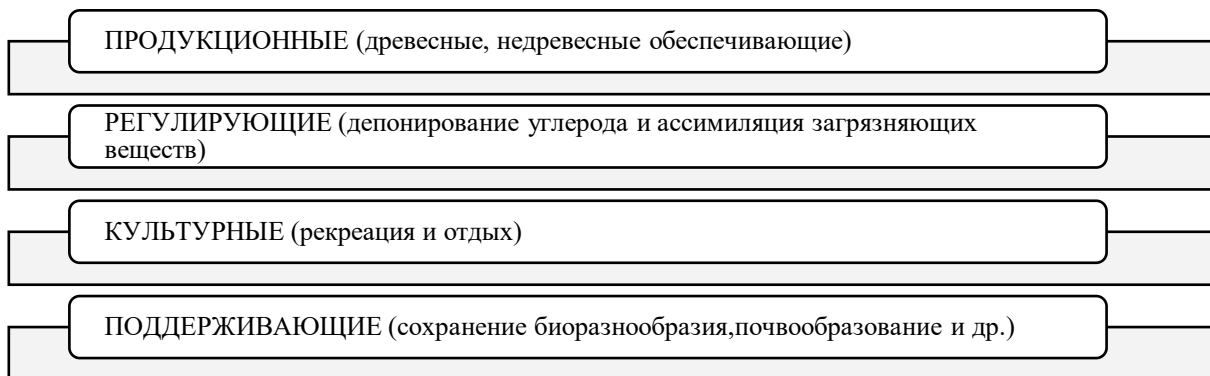 ПРОДУКЦИОННЫЕ (древесные, недревесные обеспечивающие)
РЕГУЛИРУЮЩИЕ (депонирование углерода и ассимиляция загрязняющих
веществ)
КУЛЬТУРНЫЕ (рекреация и отдых)
ПОДДЕРЖИВАЮЩИЕ (сохранение биоразнообразия,почвообразование и др.)